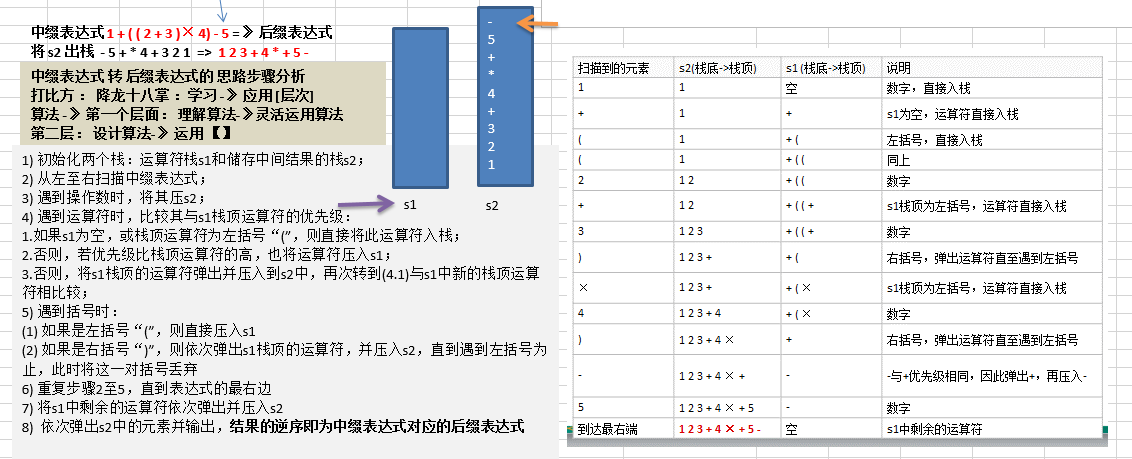 中缀表达式 1 + ( ( 2 + 3 )× 4) - 5 = 》 后缀表达式
将 s2 出栈 - 5 + * 4 + 3 2 1 => 1 2 3 + 4 * + 5 -
中缀表达式 转 后缀表达式的 思路步骤分析
打比方 : 降龙十八掌 : 学习 -》 应用 [层次]
算法 -》 第一个层面 : 理解算法-》灵活运用算法
第二层 : 设计算法-》 运用 【】
1) 初始化两个栈:运算符栈s1和储存中间结果的栈s2;
2) 从左至右扫描中缀表达式;
3) 遇到操作数时,将其压s2;
4) 遇到运算符时,比较其与s1栈顶运算符的优先级:
1.如果s1为空,或栈顶运算符为左括号“(”,则直接将此运算符入栈;
2.否则,若优先级比栈顶运算符的高,也将运算符压入s1;
3.否则,将s1栈顶的运算符弹出并压入到s2中,再次转到(4.1)与s1中新的栈顶运算
符相比较;
5) 遇到括号时:
(1) 如果是左括号“(”,则直接压入s1
(2) 如果是右括号“)”,则依次弹出s1栈顶的运算符,并压入s2,直到遇到左括号为
止,此时将这一对括号丢弃
6) 重复步骤2至5,直到表达式的最右边
7) 将s1中剩余的运算符依次弹出并压入s2
8) 依次弹出s2中的元素并输出,结果的逆序即为中缀表达式对应的后缀表达式
s1
-
5
+
*
4
+
3
2
1
s2
扫描到的元素 s2(栈底->栈顶) s1 (栈底->栈顶) 说明
1 1 空 数字,直接入栈
+ 1 + s1为空,运算符直接入栈
( 1 + ( 左括号,直接入栈
( 1 + ( ( 同上
2 1 2 + ( ( 数字
+ 1 2 + ( ( + s1栈顶为左括号,运算符直接入栈
3 1 2 3 + ( ( + 数字
) 1 2 3 + + ( 右括号,弹出运算符直至遇到左括号
× 1 2 3 + + ( × s1栈顶为左括号,运算符直接入栈
4 1 2 3 + 4 + ( × 数字
) 1 2 3 + 4 × + 右括号,弹出运算符直至遇到左括号
- 1 2 3 + 4 × + - -与+优先级相同,因此弹出+,再压入-
5 1 2 3 + 4 × + 5 - 数字
到达最右端 1 2 3 + 4 × + 5 - 空 s1中剩余的运算符